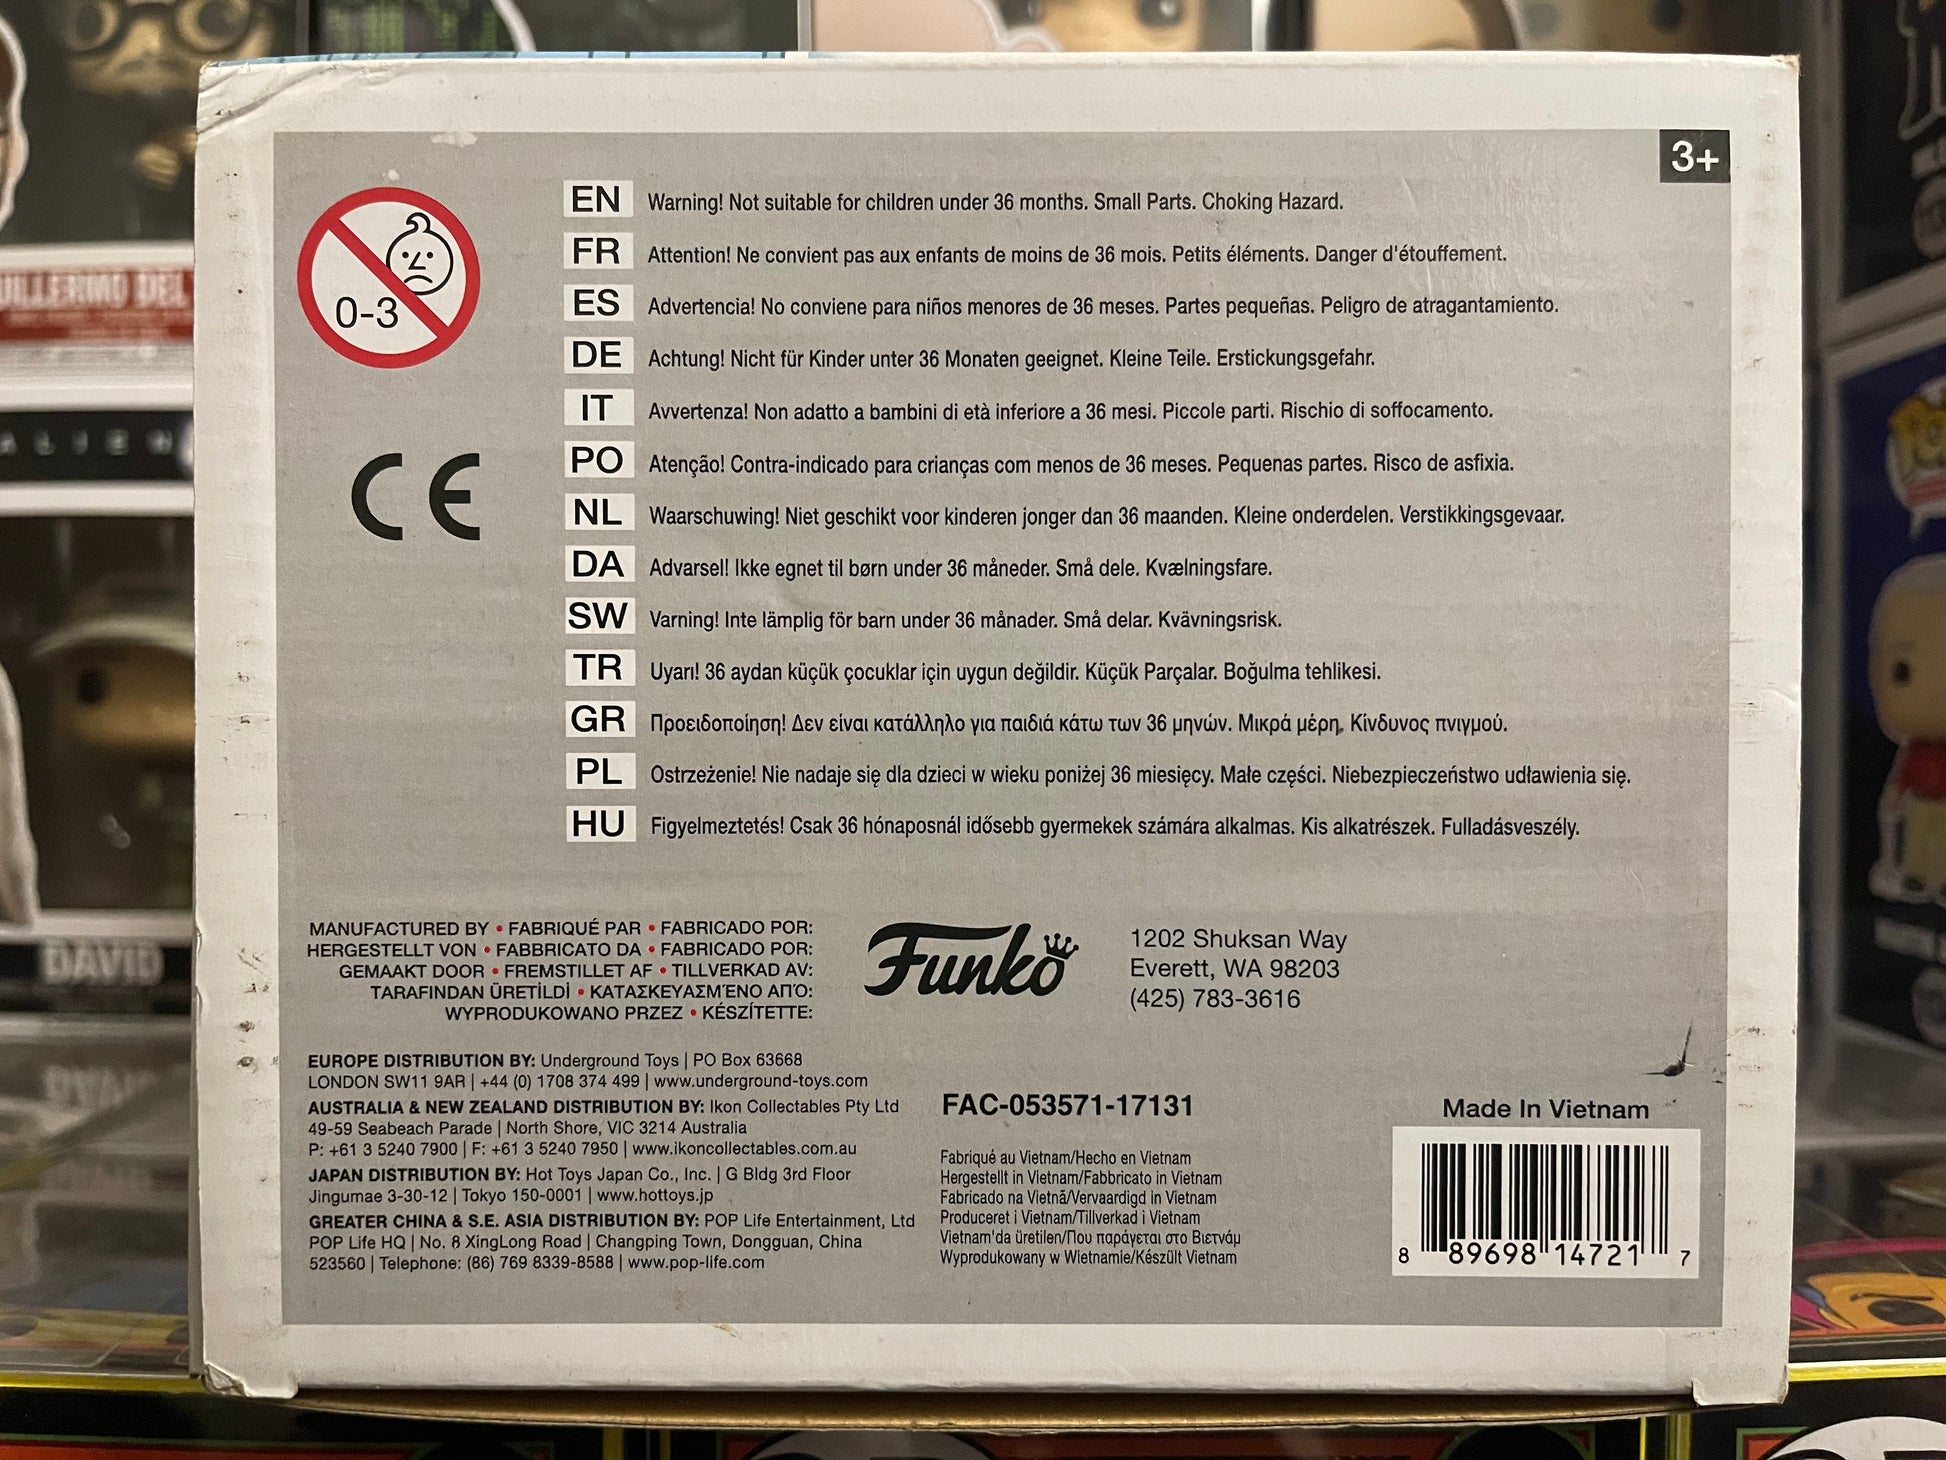 3+
0-3
CE
EN Warning! Not suitable for children under 36 months. Small Parts. Choking Hazard.
FR Attention! Ne convient pas aux enfants de moins de 36 mois. Petits éléments. Danger d'étouffement.
ES Advertencia! No conviene para niños menores de 36 meses. Partes pequeñas. Peligro de atragantamiento.
DE Achtung! Nicht für Kinder unter 36 Monaten geeignet. Kleine Teile. Erstickungsgefahr.
IT Avvertenza! Non adatto a bambini di età inferiore a 36 mesi. Piccole parti. Rischio di soffocamento.
PO Atenção! Contra-indicado para crianças com menos de 36 meses. Pequenas partes. Risco de asfixia.
NL Waarschuwing! Niet geschikt voor kinderen jonger dan 36 maanden. Kleine onderdelen. Verstikkingsgevaar.
DA Advarsel! Ikke egnet til børn under 36 måneder. Små dele. Kvælningsfare.
SW Varning! Inte lämplig för barn under 36 månader. Små delar. Kvävningsrisk.
TR Uyarı! 36 aydan küçük çocuklar için uygun değildir. Küçük Parçalar. Boğulma tehlikesi.
GR Προειδοποίηση! Δεν είναι κατάλληλο για παιδιά κάτω των 36 μηνών. Μικρά μέρη, Κίνδυνος πνιγμού.
PL Ostrzeżenie! Nie nadaje się dla dzieci w wieku poniżej 36 miesięcy. Małe części. Niebezpieczeństwo udławienia się.
HU Figyelmeztetés! Csak 36 hónaposnál idősebb gyermekek számára alkalmas. Kis alkatrészek. Fulladásveszély.
MANUFACTURED BY • FABRIQUÉ PAR • FABRICADO POR:
HERGESTELLT VON • FABBRICATO DA • FABRICADO POR:
GEMAAKT DOOR • FREMSTILLET AF • TILLVERKAD AV:
TARAFINDAN ÜRETİLDİ • ΚΑΤΑΣΚΕΥΑΣΜΈΝΟ ΑΠΌ:
WYPRODUKOWANO PRZEZ • KÉSZÍTETTE:
Funko
1202 Shuksan Way
Everett, WA 98203
(425) 783-3616
EUROPE DISTRIBUTION BY: Underground Toys | PO Box 63668
LONDON SW11 9AR | +44 (0) 1708 374 499 | www.underground-toys.com
AUSTRALIA & NEW ZEALAND DISTRIBUTION BY: Ikon Collectables Pty Ltd
49-59 Seabeach Parade | North Shore, VIC 3214 Australia
P: +61 3 5240 7900 | F: +61 3 5240 7950 | www.ikoncollectables.com.au
JAPAN DISTRIBUTION BY: Hot Toys Japan Co., Inc. | G Bldg 3rd Floor
Jingumae 3-30-12 | Tokyo 150-0001 | www.hottoys.jp
GREATER CHINA & S.E. ASIA DISTRIBUTION BY: POP Life Entertainment, Ltd
POP Life HQ | No. 8 XingLong Road | Changping Town, Dongguan, China
523560 | Telephone: (86) 769 8339-8588 | www.pop-life.com
FAC-053571-17131
Fabriqué au Vietnam/Hecho en Vietnam
Hergestellt in Vietnam/Fabbricato in Vietnam
Fabricado na Vietnã/Vervaardigd in Vietnam
Produceret i Vietnam/Tillverkad i Vietnam
Vietnam'da üretilen/Που παράγεται στο Βιετνάμ
Wyprodukowany w Wietnamie/Készült Vietnam
Made In Vietnam
8 89698 14721 7
GUILLERMO DEL
ALIEN
DAVID